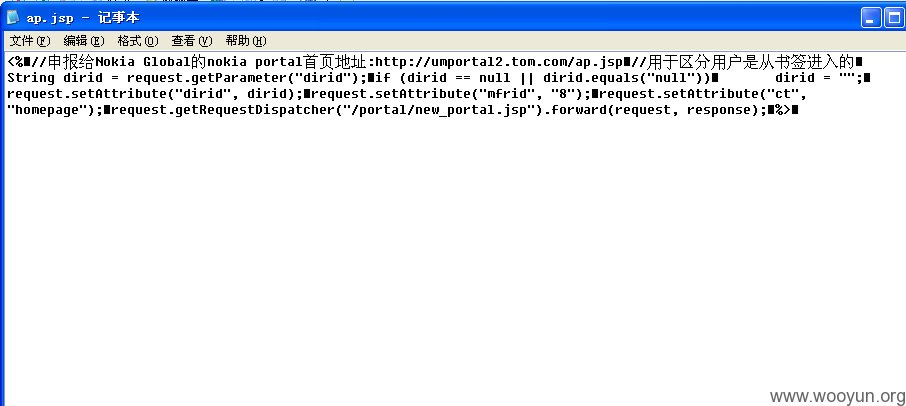 ap.jsp - 记事本
文件(F) 编辑(E) 格式(O) 查看(V) 帮助(H)
<%■//申报给Nokia Global的nokia portal首页地址:http://umportal2.tom.com/ap.jsp■//用于区分用户是从书签进入的■
String dirid = request.getParameter("dirid");■if (dirid == null || dirid.equals("null"))■ dirid = "";■
request.setAttribute("dirid", dirid);■request.setAttribute("mfrid", "8");■request.setAttribute("ct",
"homepage");■request.getRequestDispatcher("/portal/new_portal.jsp").forward(request, response);■%>■
www.wooyun.org